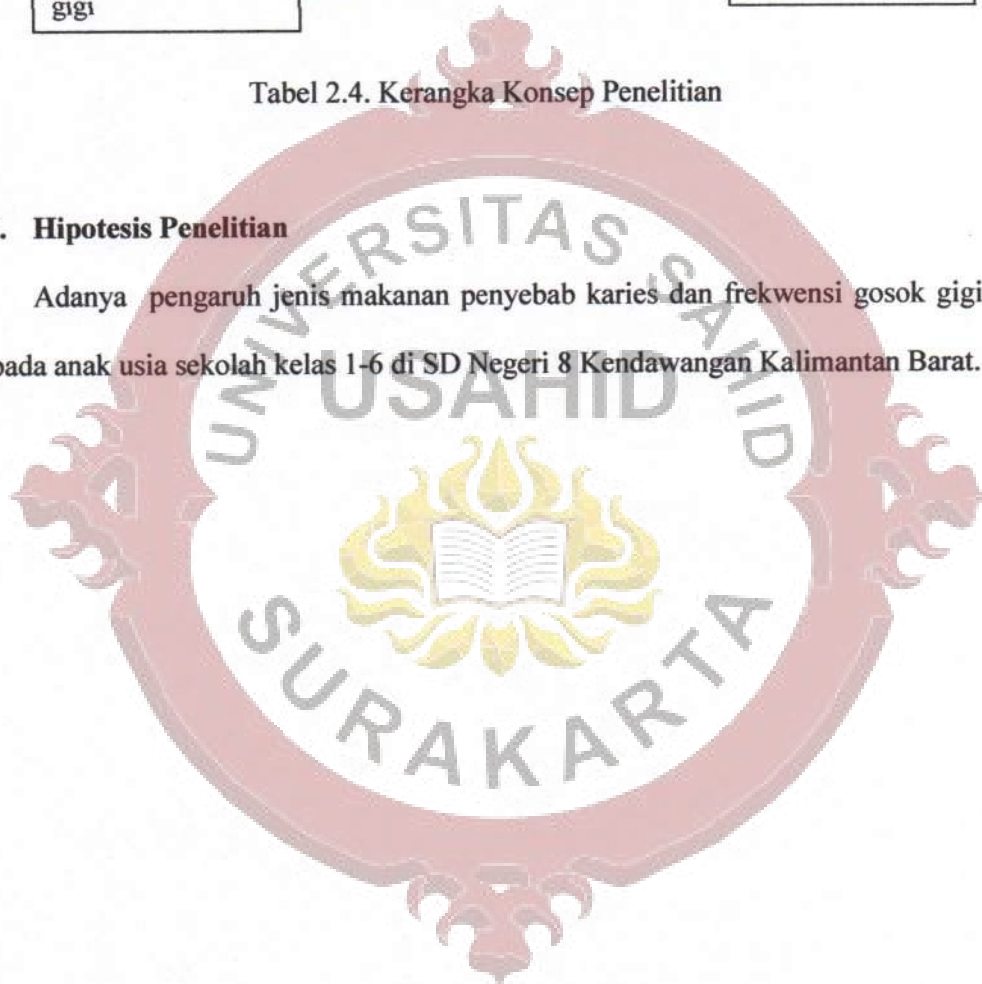 gigi
Tabel 2.4. Kerangka Konsep Penelitian
. Hipotesis Penelitian
Adanya pengaruh jenis makanan penyebab karies dan frekwensi gosok gigi
pada anak usia sekolah kelas 1-6 di SD Negeri 8 Kendawangan Kalimantan Barat.
UNIVERSITAS SAHID
USAHID
SURAKARTA